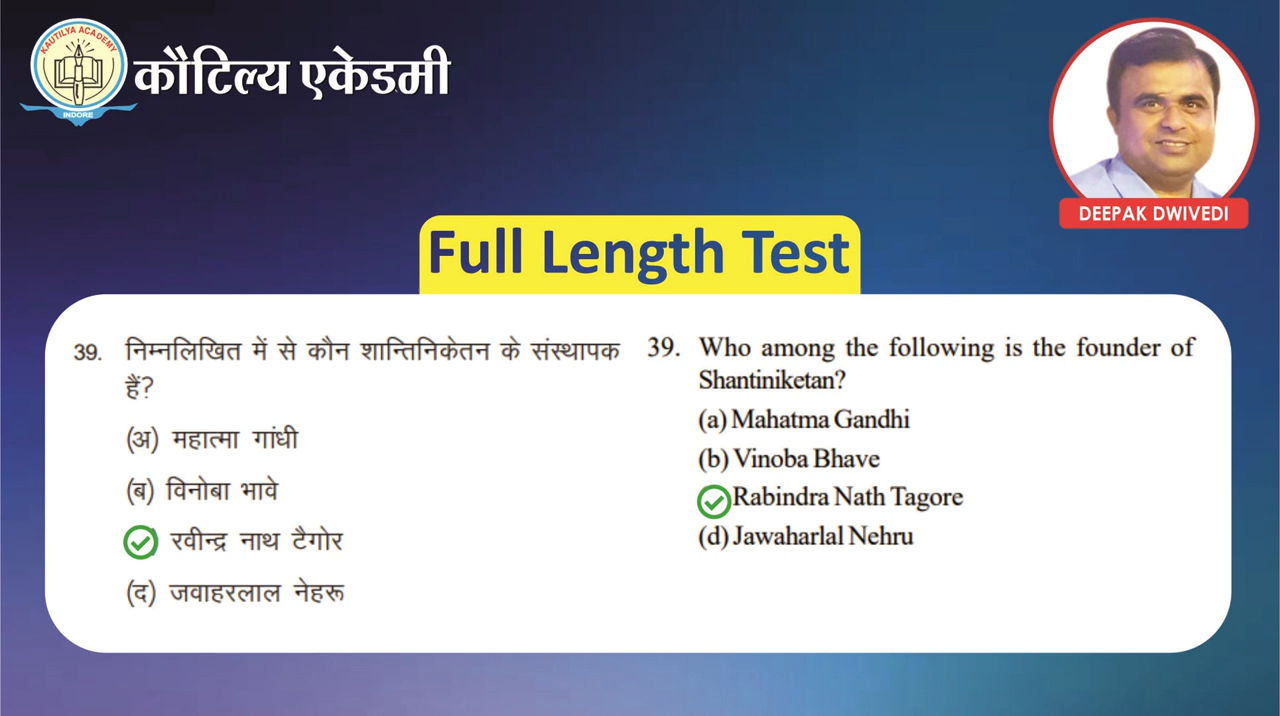 KAUTILYA ACADEMY
INDORE
कौटिल्य एकेडमी
DEEPAK DWIVEDI
Full Length Test
39. निम्नलिखित में से कौन शान्तिनिकेतन के संस्थापक
हैं?
(अ) महात्मा गांधी
(ब) विनोबा भावे
रवीन्द्र नाथ टैगोर
(द) जवाहरलाल नेहरू
39. Who among the following is the founder of
Shantiniketan?
(a) Mahatma Gandhi
(b) Vinoba Bhave
Rabindra Nath Tagore
(d) Jawaharlal Nehru